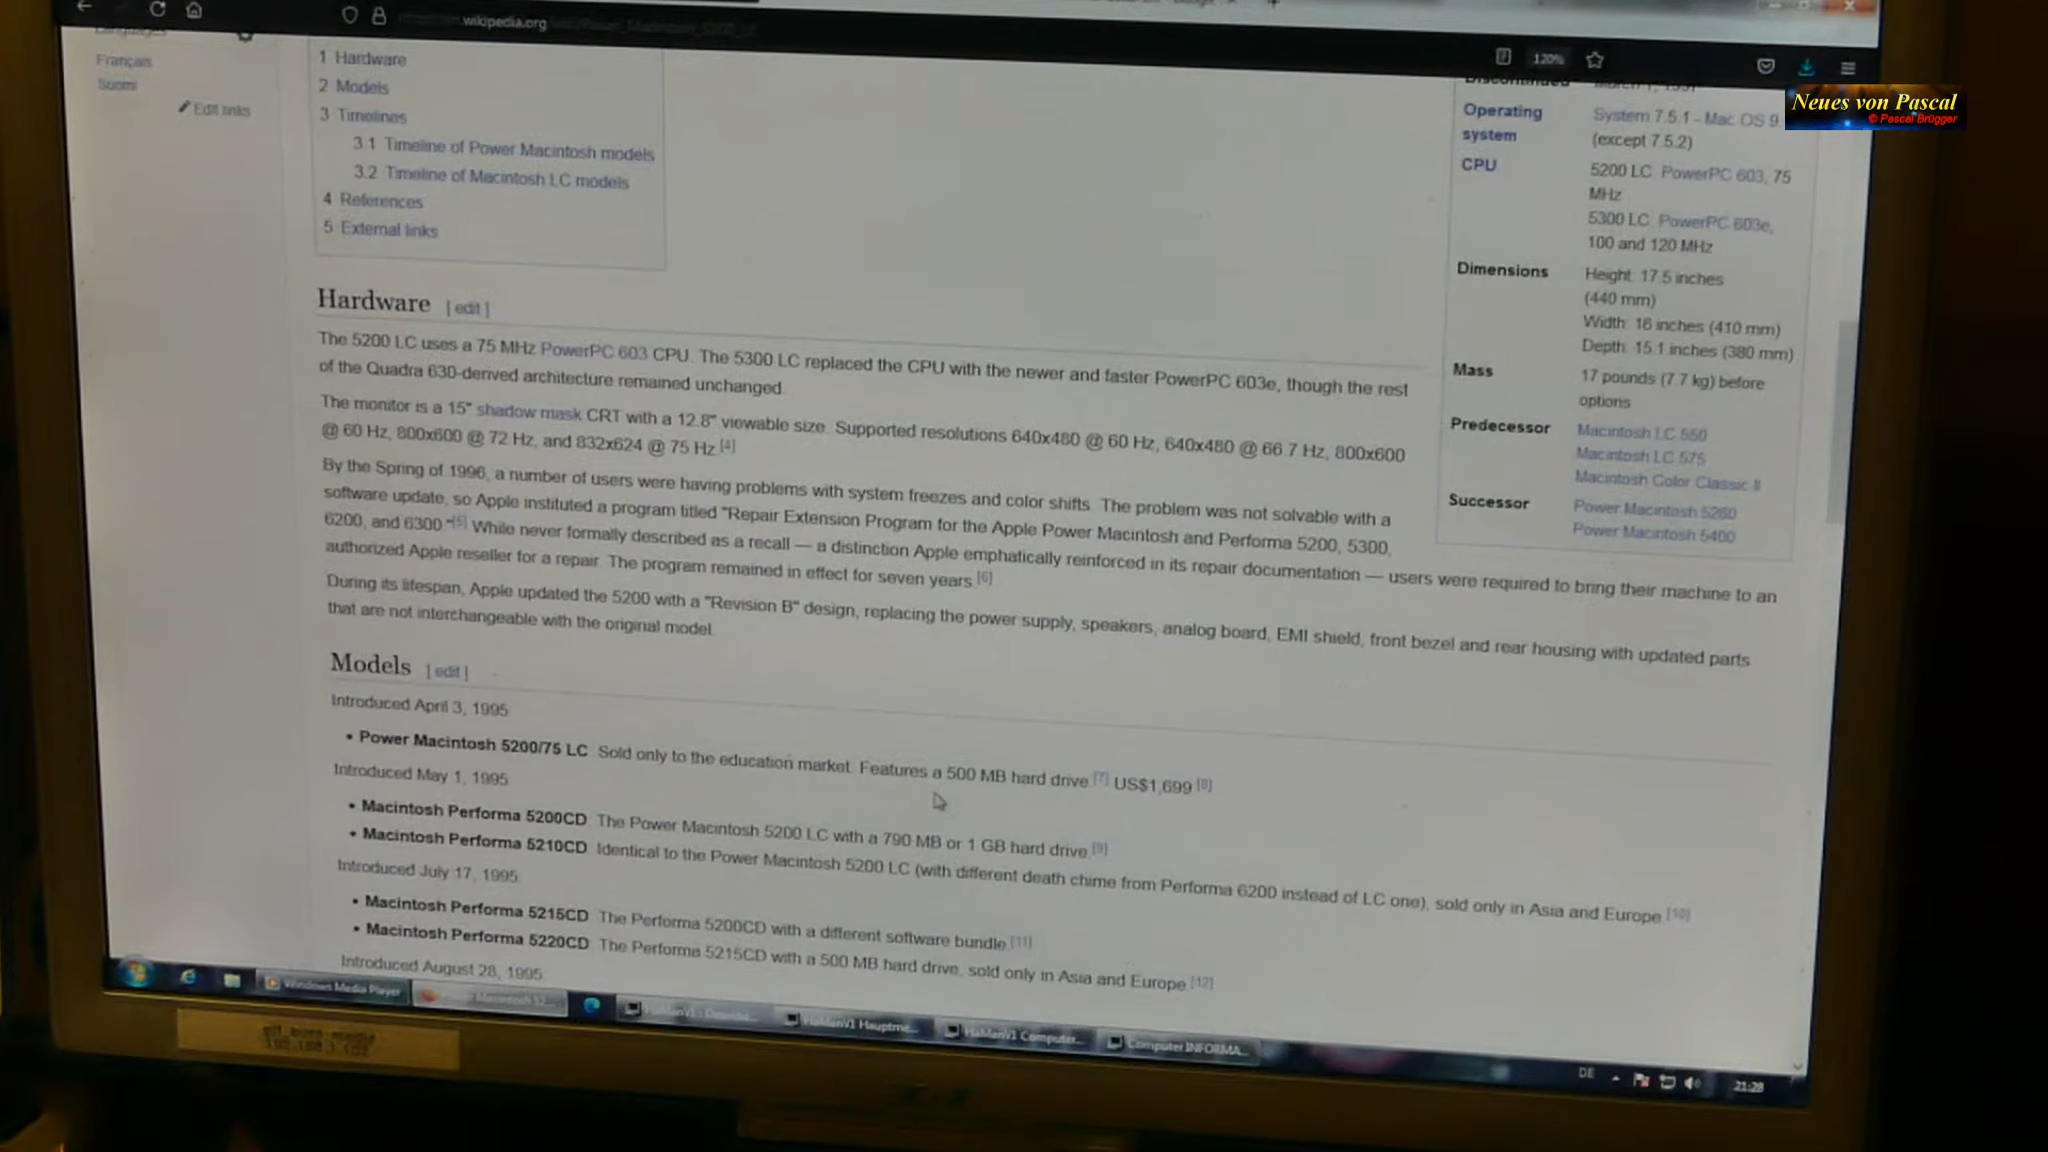 wikipedia.org
120%
Languages
Français
Suomi
Edit links
1 Hardware
2 Models
3 Timelines
3.1 Timeline of Power Macintosh models
3.2 Timeline of Macintosh LC models
4 References
5 External links
Discontinued
Operating system System 7.5.1 - Mac OS 9
(except 7.5.2)
CPU 5200 LC PowerPC 603, 75
MHz
5300 LC PowerPC 603e,
100 and 120 MHz
Dimensions Height: 17.5 inches
(440 mm)
Width: 16 inches (410 mm)
Depth: 15.1 inches (380 mm)
Mass 17 pounds (7.7 kg) before
options
Predecessor Macintosh LC 550
Macintosh LC 575
Macintosh Color Classic II
Successor Power Macintosh 5260
Power Macintosh 5400
Neues von Pascal
© Pascal Brügger
Hardware [ edit ]
The 5200 LC uses a 75 MHz PowerPC 603 CPU. The 5300 LC replaced the CPU with the newer and faster PowerPC 603e, though the rest
of the Quadra 630-derived architecture remained unchanged.
The monitor is a 15" shadow mask CRT with a 12.8" viewable size. Supported resolutions 640x480 @ 60 Hz, 640x480 @ 66.7 Hz, 800x600
@ 60 Hz, 800x600 @ 72 Hz, and 832x624 @ 75 Hz.[4]
By the Spring of 1996, a number of users were having problems with system freezes and color shifts. The problem was not solvable with a
software update, so Apple instituted a program titled "Repair Extension Program for the Apple Power Macintosh and Performa 5200, 5300,
6200, and 6300."[5] While never formally described as a recall — a distinction Apple emphatically reinforced in its repair documentation — users were required to bring their machine to an
authorized Apple reseller for a repair. The program remained in effect for seven years.[6]
During its lifespan, Apple updated the 5200 with a "Revision B" design, replacing the power supply, speakers, analog board, EMI shield, front bezel and rear housing with updated parts
that are not interchangeable with the original model.
Models [ edit ]
Introduced April 3, 1995
• Power Macintosh 5200/75 LC Sold only to the education market. Features a 500 MB hard drive.[7] US$1,699 [8]
Introduced May 1, 1995
• Macintosh Performa 5200CD The Power Macintosh 5200 LC with a 790 MB or 1 GB hard drive.[9]
• Macintosh Performa 5210CD Identical to the Power Macintosh 5200 LC (with different death chime from Performa 6200 instead of LC one), sold only in Asia and Europe.[10]
Introduced July 17, 1995
• Macintosh Performa 5215CD The Performa 5200CD with a different software bundle.[11]
• Macintosh Performa 5220CD The Performa 5215CD with a 500 MB hard drive, sold only in Asia and Europe.[12]
Introduced August 28, 1995
Windows Media Player
HaManV1 Hauptme...
HaManV1 Computer...
Computer INFORMA...
DE
21:28